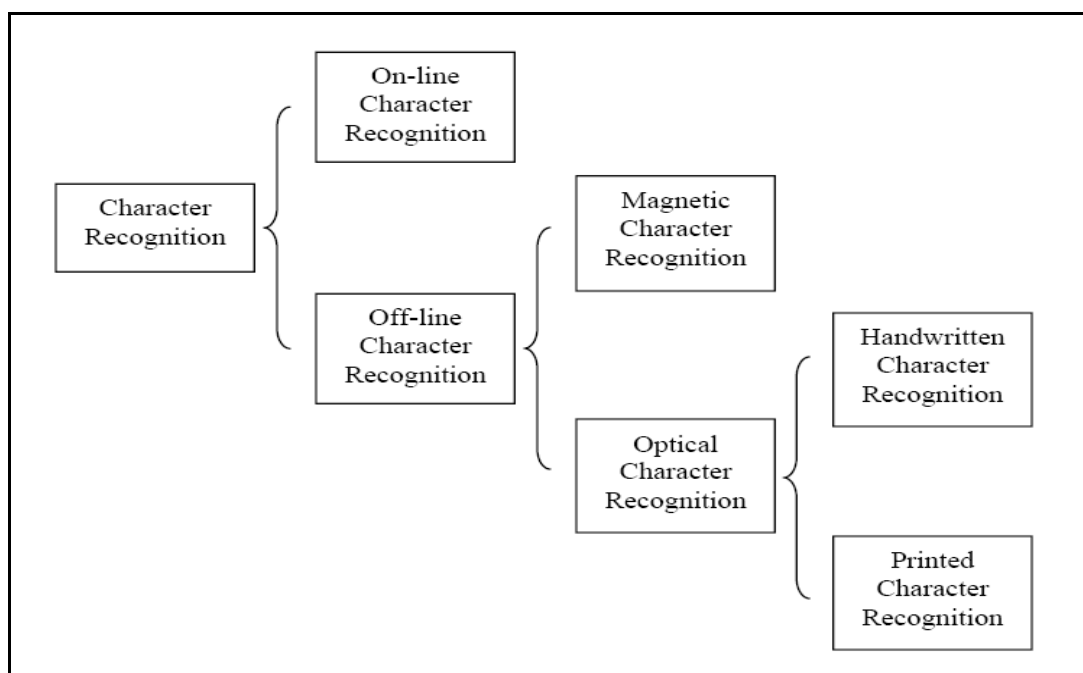 On-line
Character
Recognition
Character
Recognition
Magnetic
Character
Recognition
Off-line
Character
Recognition
Handwritten
Character
Recognition
Optical
Character
Recognition
Printed
Character
Recognition